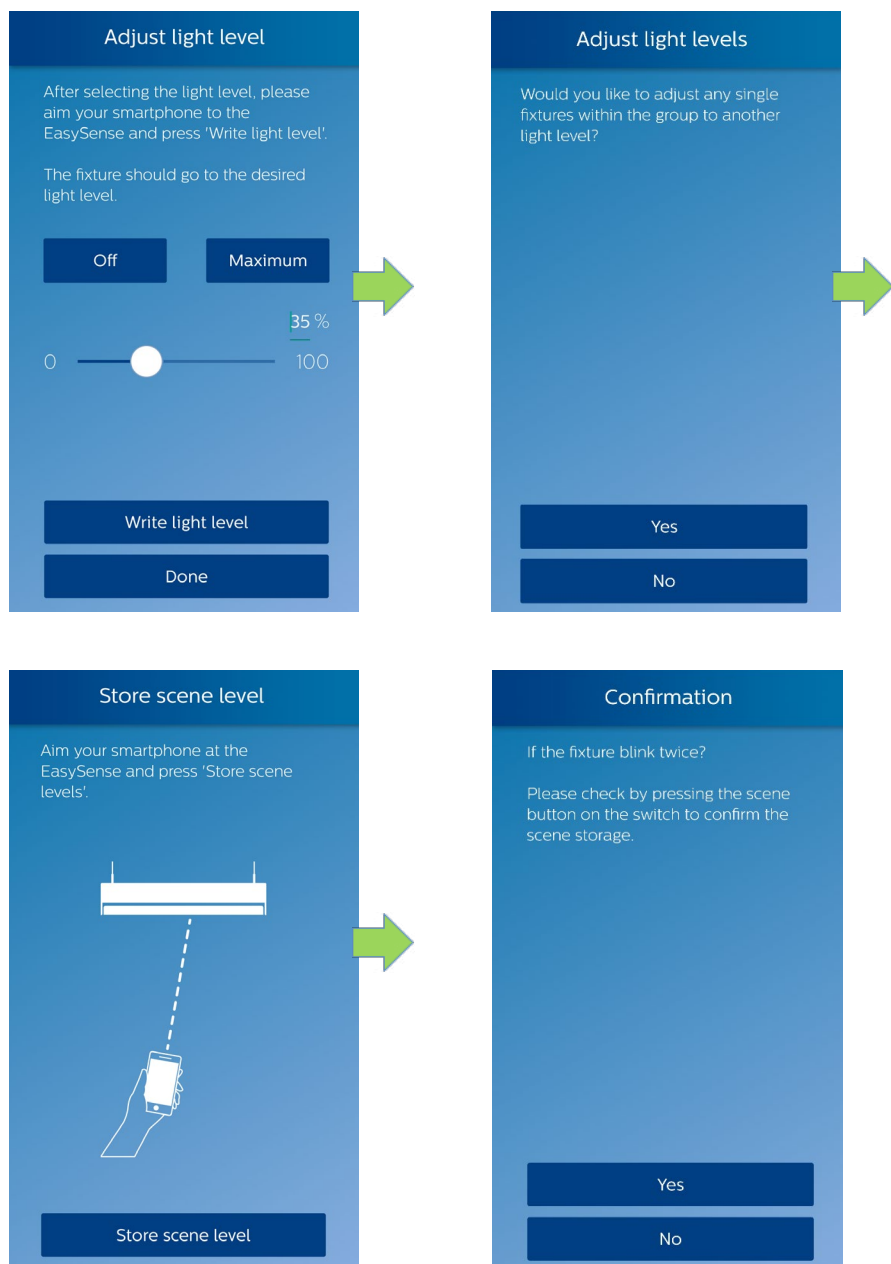 Adjust light level
After selecting the light level, please
aim your smartphone to the
EasySense and press 'Write light level'.
The fixture should go to the desired
light level.
Off
Maximum
35 %
0
100
Write light level
Done
Adjust light levels
Would you like to adjust any single
fixtures within the group to another
light level?
Yes
No
Store scene level
Aim your smartphone at the
EasySense and press 'Store scene
levels'.
Store scene level
Confirmation
If the fixture blink twice?
Please check by pressing the scene
button on the switch to confirm the
scene storage.
Yes
No